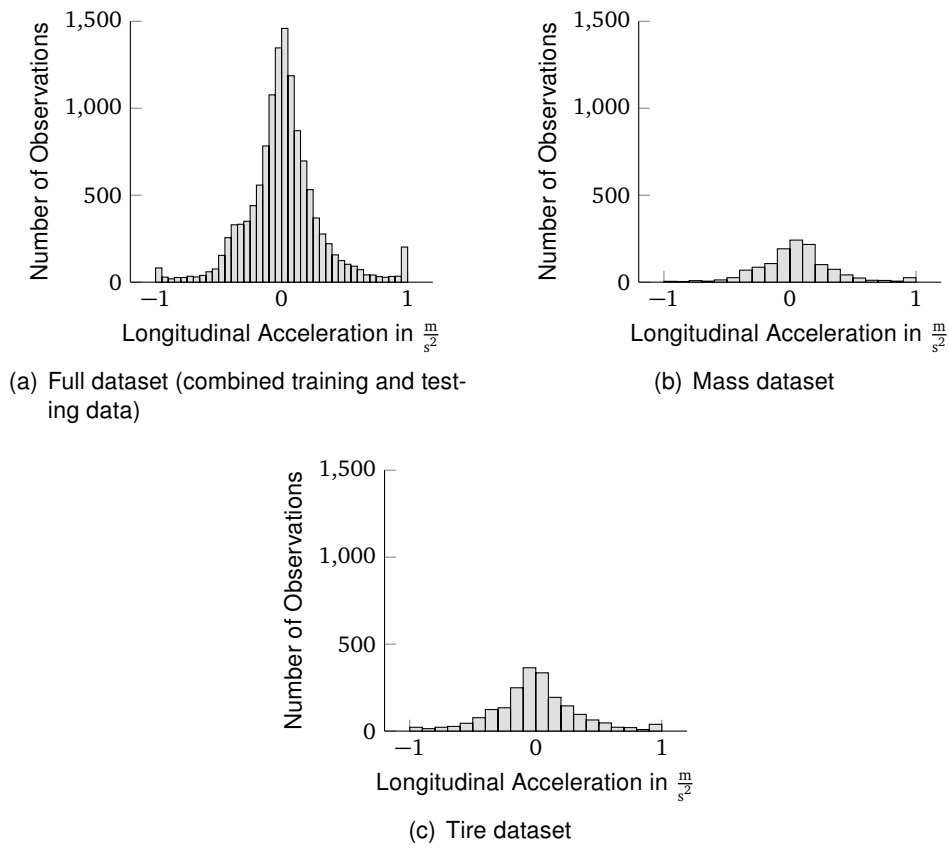 1,500
1,000
500
0
Number of Observations
−1 0 1
Longitudinal Acceleration in m/s²
(a) Full dataset (combined training and test-
ing data)
1,500
1,000
500
0
Number of Observations
−1 0 1
Longitudinal Acceleration in m/s²
(b) Mass dataset
1,500
1,000
500
0
Number of Observations
−1 0 1
Longitudinal Acceleration in m/s²
(c) Tire dataset